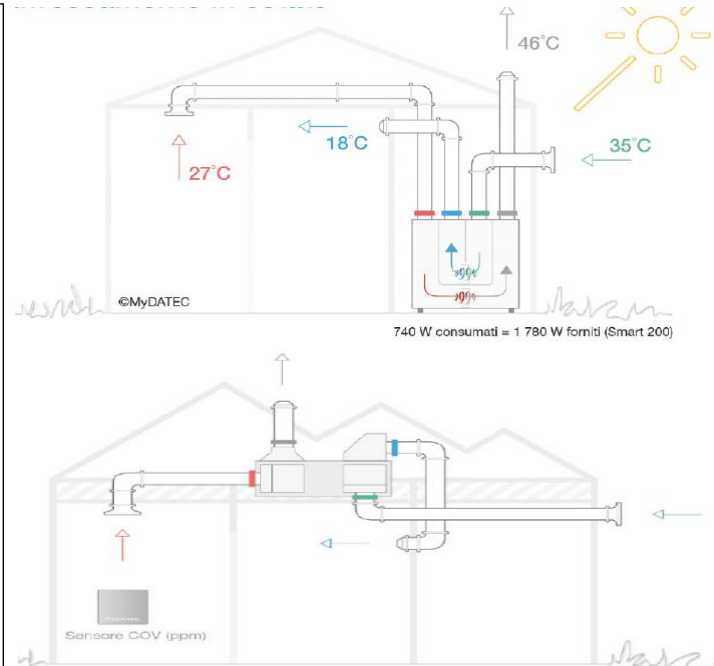 46°C
18°C
35°C
27°C
©MyDATEC
740 W consumati = 1 780 W forniti (Smart 200)
Sensore COV (ppm)